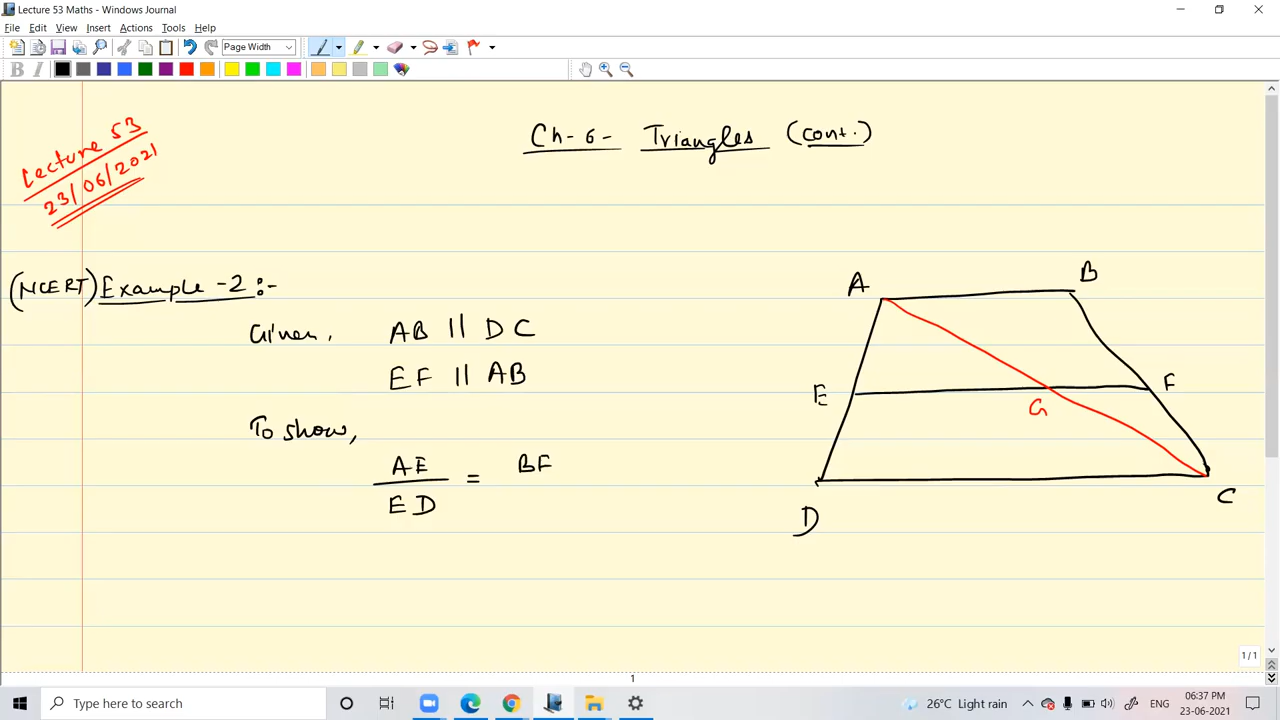 Lecture 53 Maths - Windows Journal
File Edit View Insert Actions Tools Help
Page Width
B I
Lecture 53
23/06/2021
Ch-6- Triangles (cont.)
(NCERT) Example -2 :-
Given, AB || DC
EF || AB
To show,
AE = BF
ED
A B
E F
G
D C
1/1
1
Type here to search
26°C Light rain
ENG
06:37 PM
23-06-2021